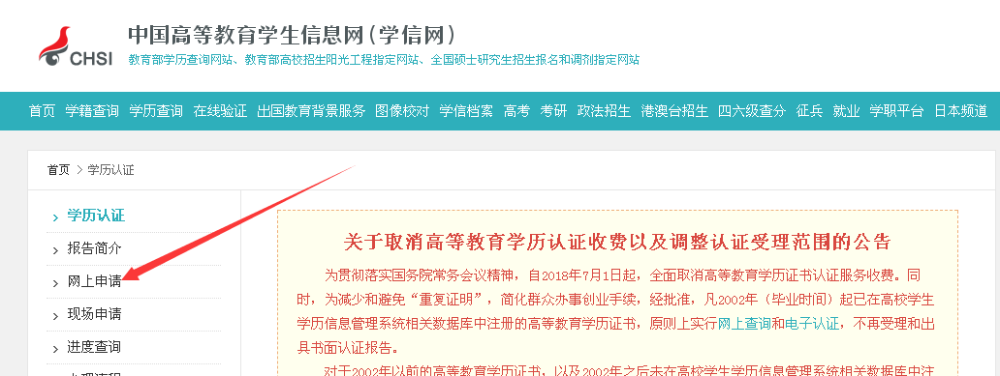 CHSI
中国高等教育学生信息网(学信网)
教育部学历查询网站、教育部高校招生阳光工程指定网站、全国硕士研究生招生报名和调剂指定网站
首页 学籍查询 学历查询 在线验证 出国教育背景服务 图像校对 学信档案 高考 考研 政法招生 港澳台招生 四六级查分 征兵 就业 学职平台 日本频道
首页 > 学历认证
学历认证
报告简介
网上申请
现场申请
进度查询
办理流程
关于取消高等教育学历认证收费以及调整认证受理范围的公告
为贯彻落实国务院常务会议精神，自2018年7月1日起，全面取消高等教育学历证书认证服务收费。同
时，为减少和避免“重复证明”，简化群众办事创业手续，经批准，凡2002年（毕业时间）起已在高校学生
学历信息管理系统相关数据库中注册的高等教育学历证书，原则上实行网上查询和电子认证，不再受理和出
具书面认证报告。
对于2002年以前的高等教育学历证书，以及2002年之后未在高校学生学历信息管理系统相关数据库中注